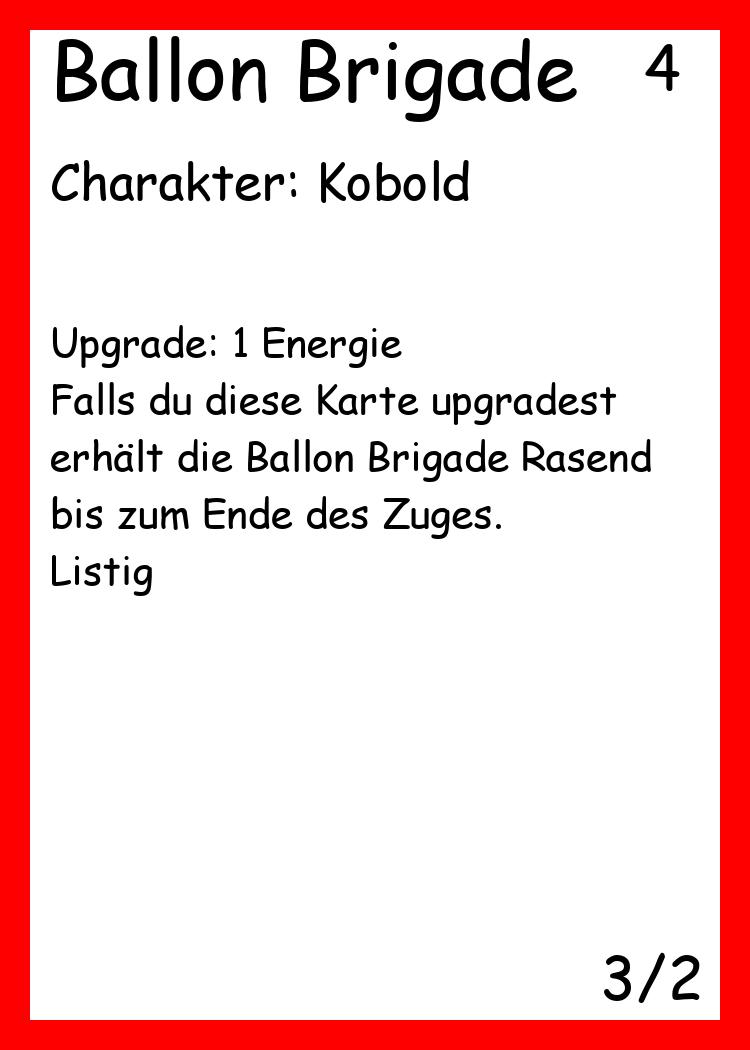 Ballon Brigade 4
Charakter: Kobold
Upgrade: 1 Energie
Falls du diese Karte upgradest
erhält die Ballon Brigade Rasend
bis zum Ende des Zuges.
Listig
3/2